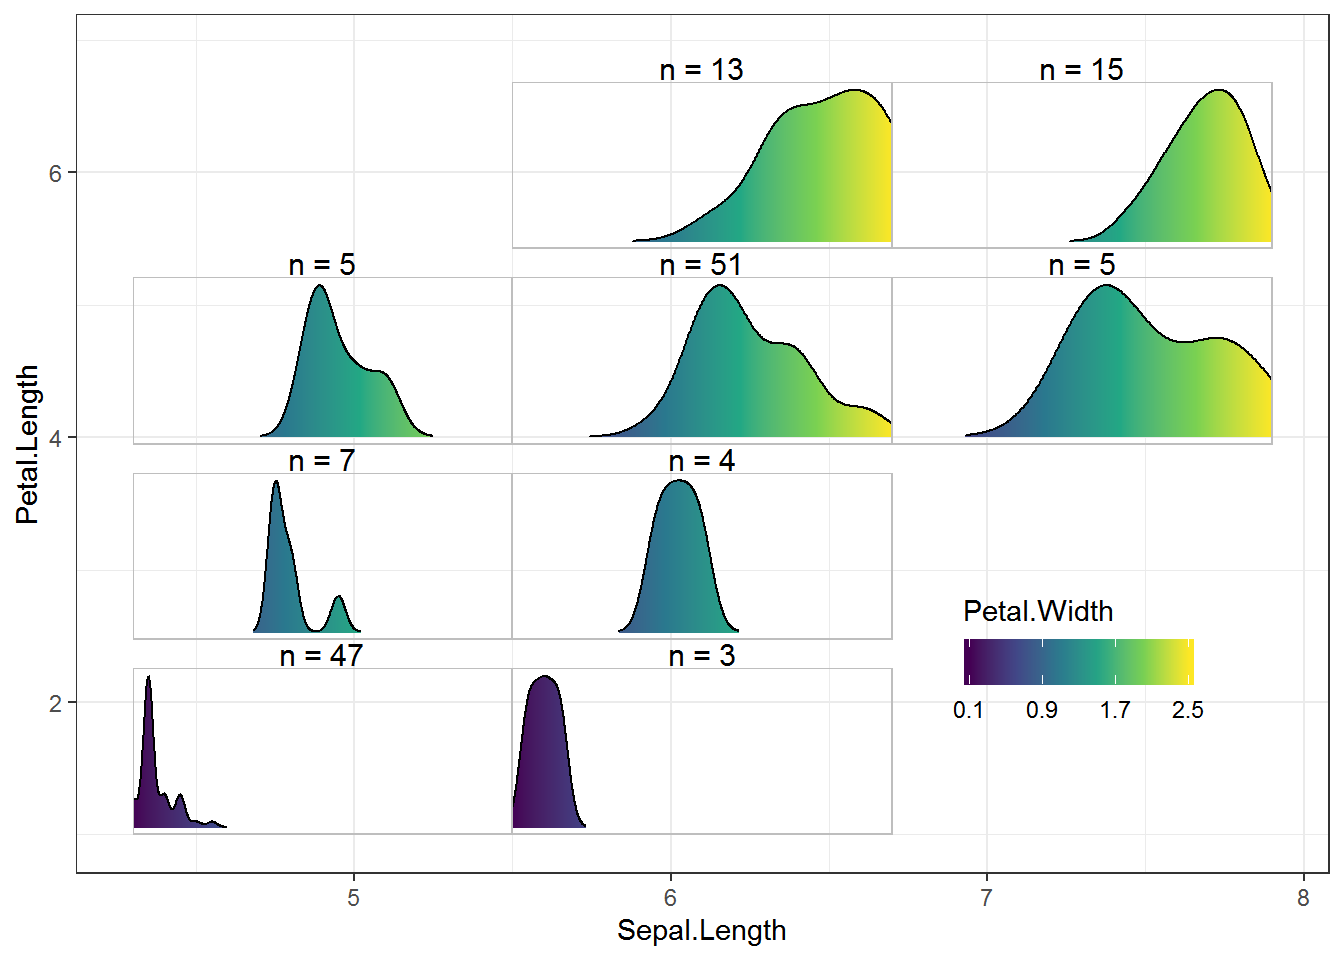 n = 13
n = 15
6
n = 5
n = 51
n = 5
4
Petal.Length
n = 7
n = 4
Petal.Width
0.1 0.9 1.7 2.5
n = 47
n = 3
2
5 6 7 8
Sepal.Length